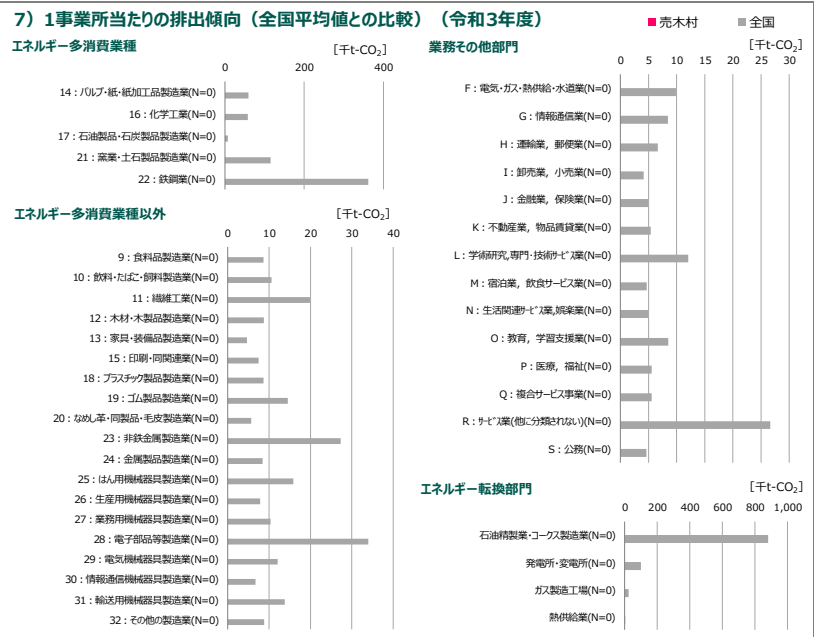 7）1事業所当たりの排出傾向（全国平均値との比較）（令和3年度）
■売木村 ■全国
エネルギー多消費業種
[千t-CO₂]
0 200 400
14：パルプ・紙・紙加工品製造業(N=0)
16：化学工業(N=0)
17：石油製品・石炭製品製造業(N=0)
21：窯業・土石製品製造業(N=0)
22：鉄鋼業(N=0)
エネルギー多消費業種以外
[千t-CO₂]
0 10 20 30 40
9：食料品製造業(N=0)
10：飲料・たばこ・飼料製造業(N=0)
11：繊維工業(N=0)
12：木材・木製品製造業(N=0)
13：家具・装備品製造業(N=0)
15：印刷・同関連業(N=0)
18：プラスチック製品製造業(N=0)
19：ゴム製品製造業(N=0)
20：なめし革・同製品・毛皮製造業(N=0)
23：非鉄金属製造業(N=0)
24：金属製品製造業(N=0)
25：はん用機械器具製造業(N=0)
26：生産用機械器具製造業(N=0)
27：業務用機械器具製造業(N=0)
28：電子部品等製造業(N=0)
29：電気機械器具製造業(N=0)
30：情報通信機械器具製造業(N=0)
31：輸送用機械器具製造業(N=0)
32：その他の製造業(N=0)
業務その他部門
[千t-CO₂]
0 5 10 15 20 25 30
F：電気・ガス・熱供給・水道業(N=0)
G：情報通信業(N=0)
H：運輸業，郵便業(N=0)
I：卸売業，小売業(N=0)
J：金融業，保険業(N=0)
K：不動産業，物品賃貸業(N=0)
L：学術研究,専門・技術ｻｰﾋﾞｽ業(N=0)
M：宿泊業，飲食サービス業(N=0)
N：生活関連ｻｰﾋﾞｽ業,娯楽業(N=0)
O：教育，学習支援業(N=0)
P：医療，福祉(N=0)
Q：複合サービス事業(N=0)
R：ｻｰﾋﾞｽ業(他に分類されない)(N=0)
S：公務(N=0)
エネルギー転換部門
[千t-CO₂]
0 200 400 600 800 1,000
石油精製業・コークス製造業(N=0)
発電所・変電所(N=0)
ガス製造工場(N=0)
熱供給業(N=0)